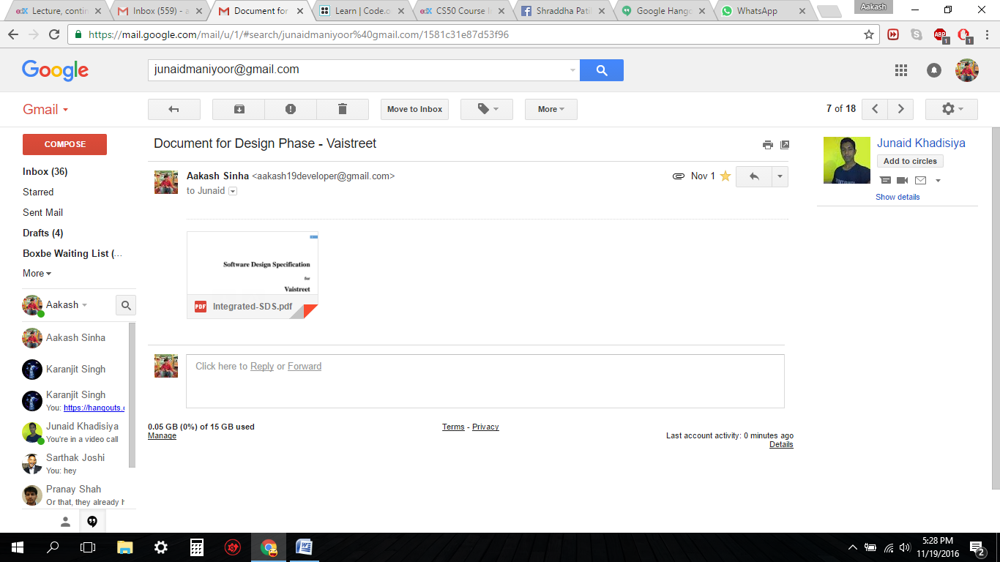 Lecture, contin
Inbox (559) - a
Document for
Learn | Code.o
CS50 Course I
Shraddha Pati
Google Hangc
WhatsApp
Aakash
https://mail.google.com/mail/u/1/#search/junaidmaniyoor%40gmail.com/1581c31e87d53f96
ABP
1
1
Google
junaidmaniyoor@gmail.com
Gmail
Move to Inbox
More
7 of 18
COMPOSE
Inbox (36)
Starred
Sent Mail
Drafts (4)
Boxbe Waiting List (...
More
Aakash
Aakash Sinha
Karanjit Singh
Karanjit Singh
You: https://hangouts.
Junaid Khadisiya
You're in a video call
Sarthak Joshi
You: hey
Pranay Shah
Or that, they already h
Document for Design Phase - Vaistreet
Aakash Sinha <aakash19developer@gmail.com>
Nov 1
to Junaid
Software Design Specification
for
Vaistreet
PDF
Integrated-SDS.pdf
Click here to Reply or Forward
0.05 GB (0%) of 15 GB used
Manage
Terms - Privacy
Last account activity: 0 minutes ago
Details
Junaid Khadisiya
Add to circles
Show details
5:28 PM
11/19/2016
2